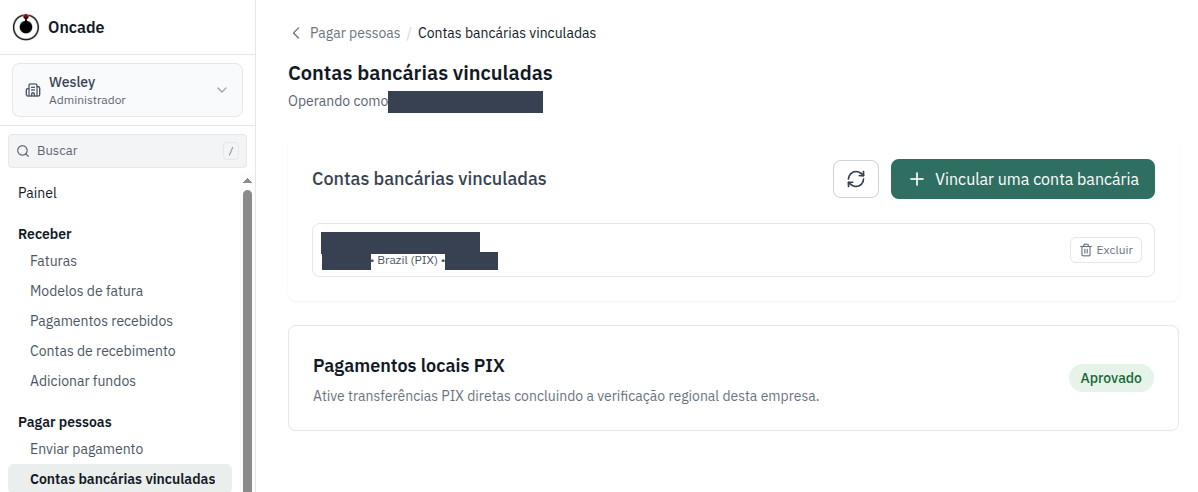 Oncade
Wesley
Administrador
Buscar /
Painel
Receber
Faturas
Modelos de fatura
Pagamentos recebidos
Contas de recebimento
Adicionar fundos
Pagar pessoas
Enviar pagamento
Contas bancárias vinculadas
Pagar pessoas / Contas bancárias vinculadas
Contas bancárias vinculadas
Operando como
Contas bancárias vinculadas
Vincular uma conta bancária
• Brazil (PIX) •
Excluir
Pagamentos locais PIX
Ative transferências PIX diretas concluindo a verificação regional desta empresa.
Aprovado